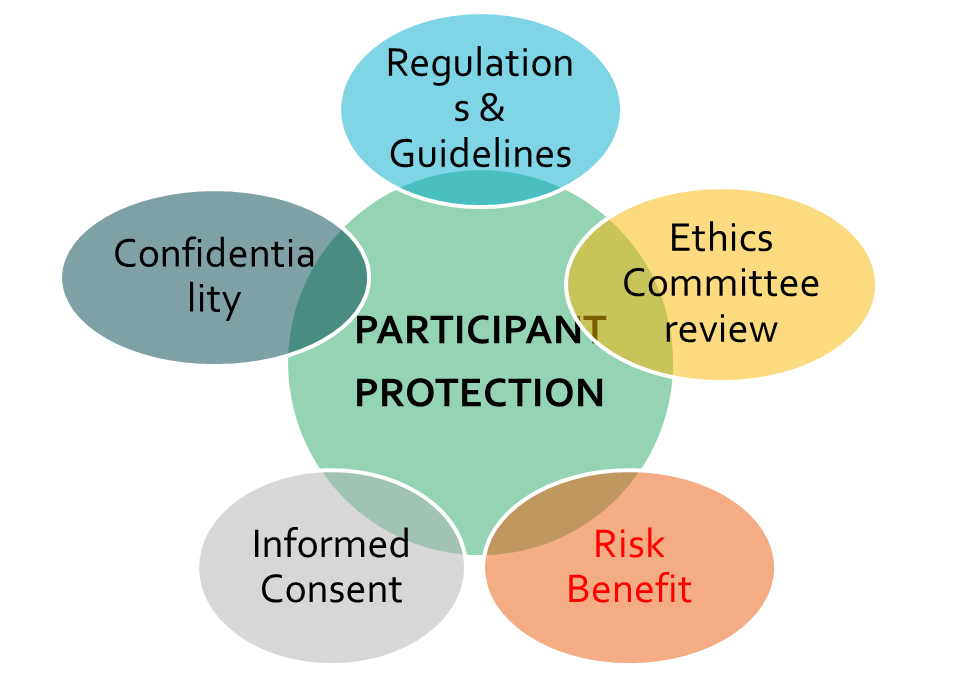 Regulation
s &
Guidelines
Ethics
Committee
review
Confidentia
lity
PARTICIPANT
PROTECTION
Informed
Consent
Risk
Benefit